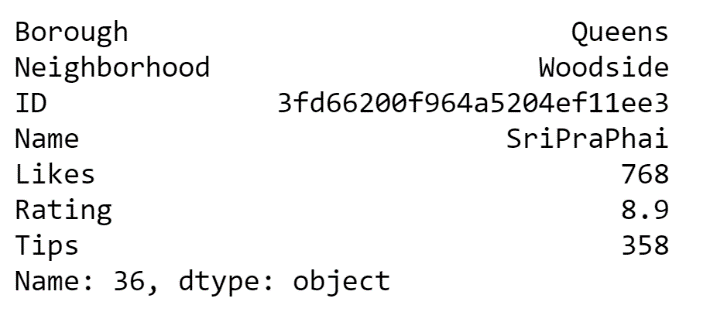 Borough Queens
Neighborhood Woodside
ID 3fd66200f964a5204ef11ee3
Name SriPraPhai
Likes 768
Rating 8.9
Tips 358
Name: 36, dtype: object